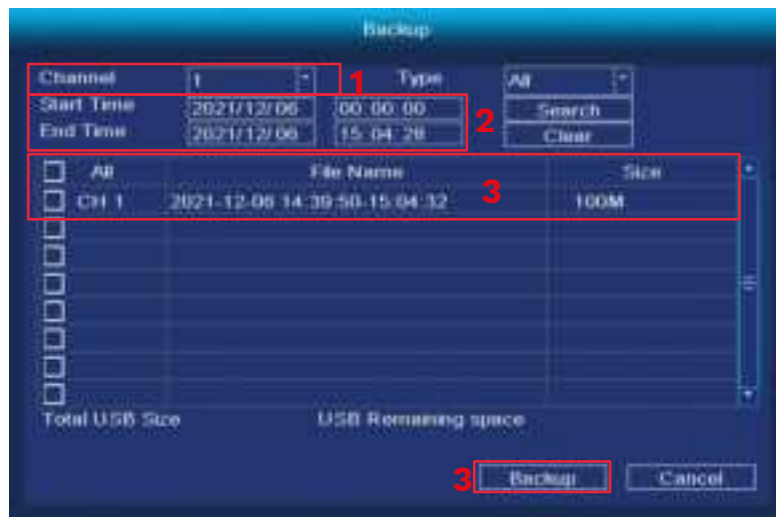 Backup
Channel 1 1 Type All
Start Time 2021/12/06 00:00:00 2 Search
End Time 2021/12/06 15:04:28 Clear
All File Name Size
CH 1 2021-12-06 14:39:50-15:04:32 3 100M
Total USB Size USB Remaining space
3 Backup Cancel